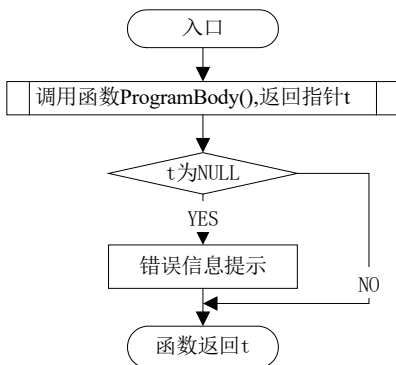 入口
调用函数ProgramBody(),返回指针t
t为NULL
YES
错误信息提示
NO
函数返回t